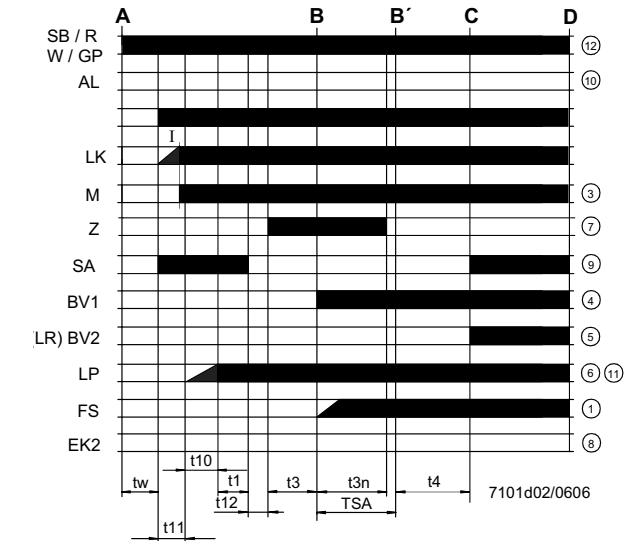 A B B´ C D
SB / R
W / GP
12
AL 10
I
LK
M 3
Z 7
SA 9
BV1 4
LR) BV2 5
LP 6 11
FS 1
EK2 8
t10
tw t1 t3 t3n t4
7101d02/0606
t12 TSA
t11